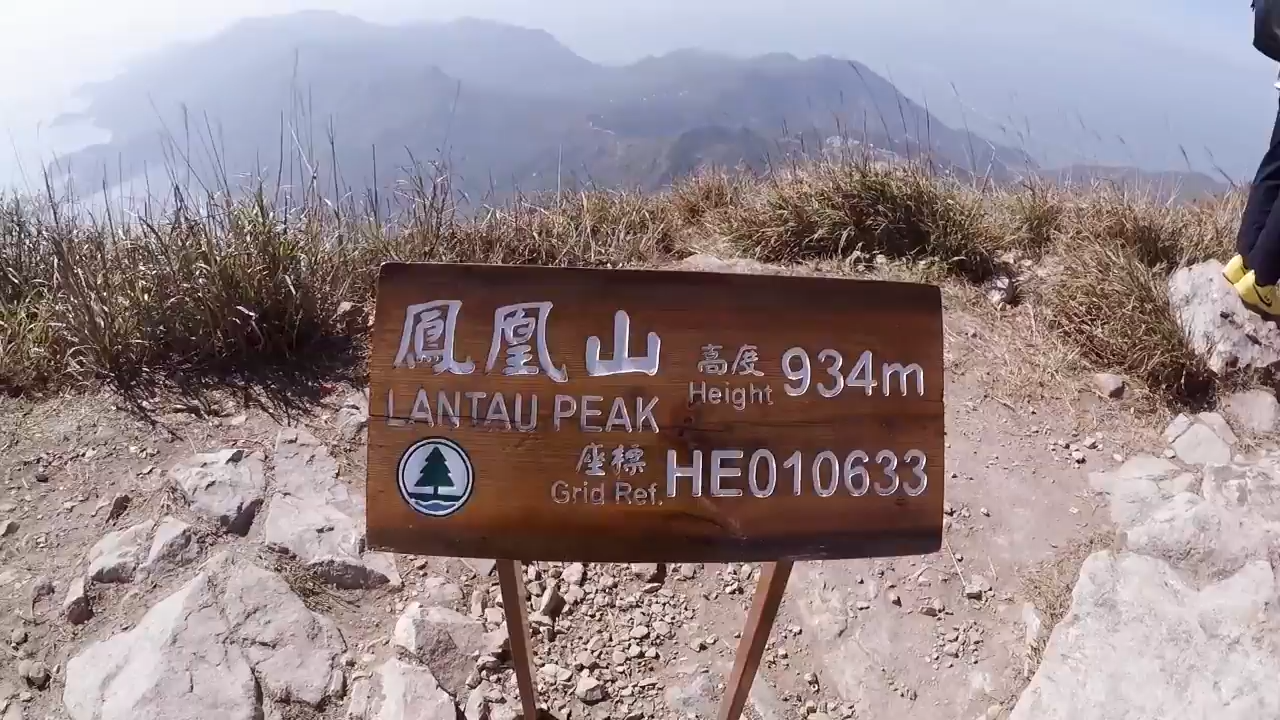 鳳凰山
LANTAU PEAK
高度
Height
934m
座標
Grid Ref.
HE010633